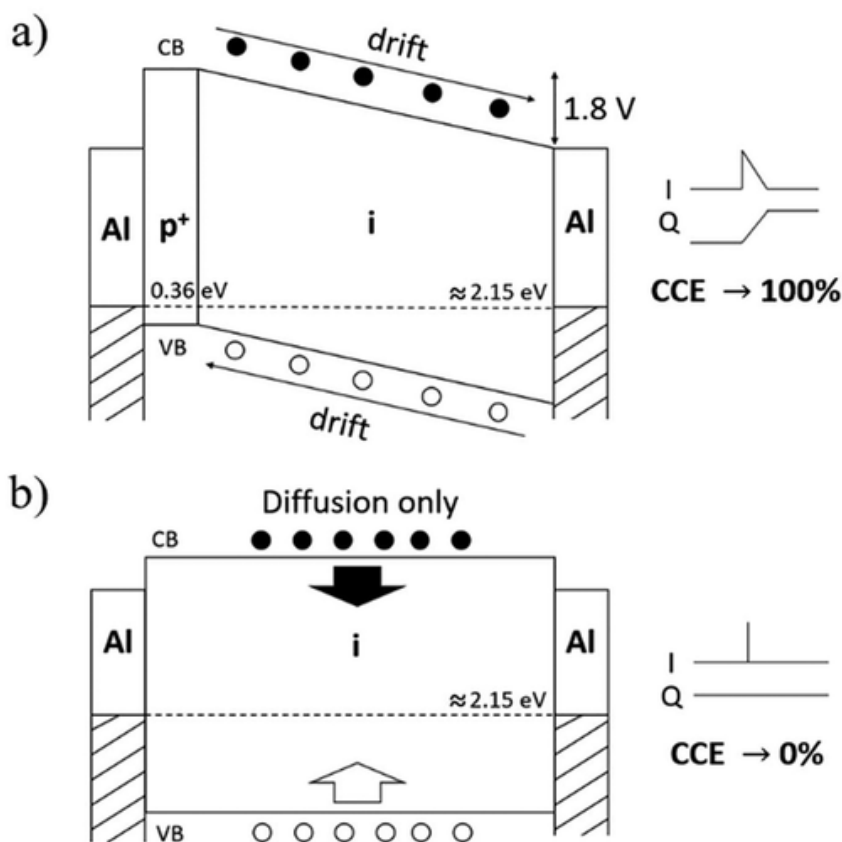 a)
CB
drift
1.8 V
Al
p⁺
i
Al
0.36 eV
≈2.15 eV
VB
drift
I
Q
CCE → 100%
b)
Diffusion only
CB
Al
i
Al
≈2.15 eV
VB
I
Q
CCE → 0%